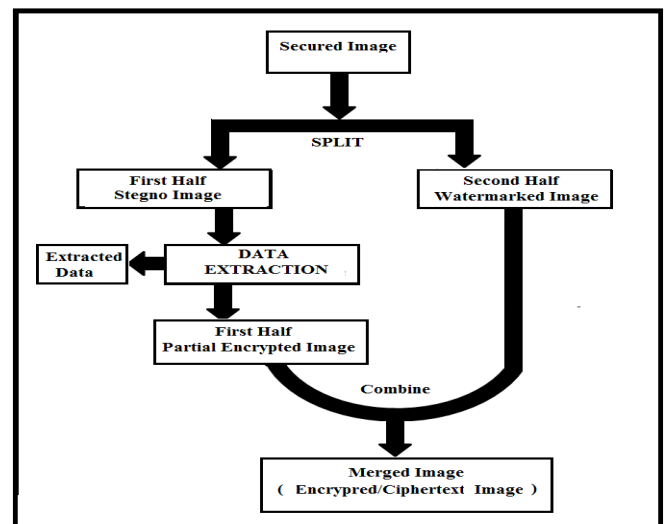 Secured Image
SPLIT
First Half
Stegno Image
Second Half
Watermarked Image
Extracted
Data
DATA
EXTRACTION
First Half
Partial Encrypted Image
Combine
Merged Image
( Encrypred/Ciphertext Image )